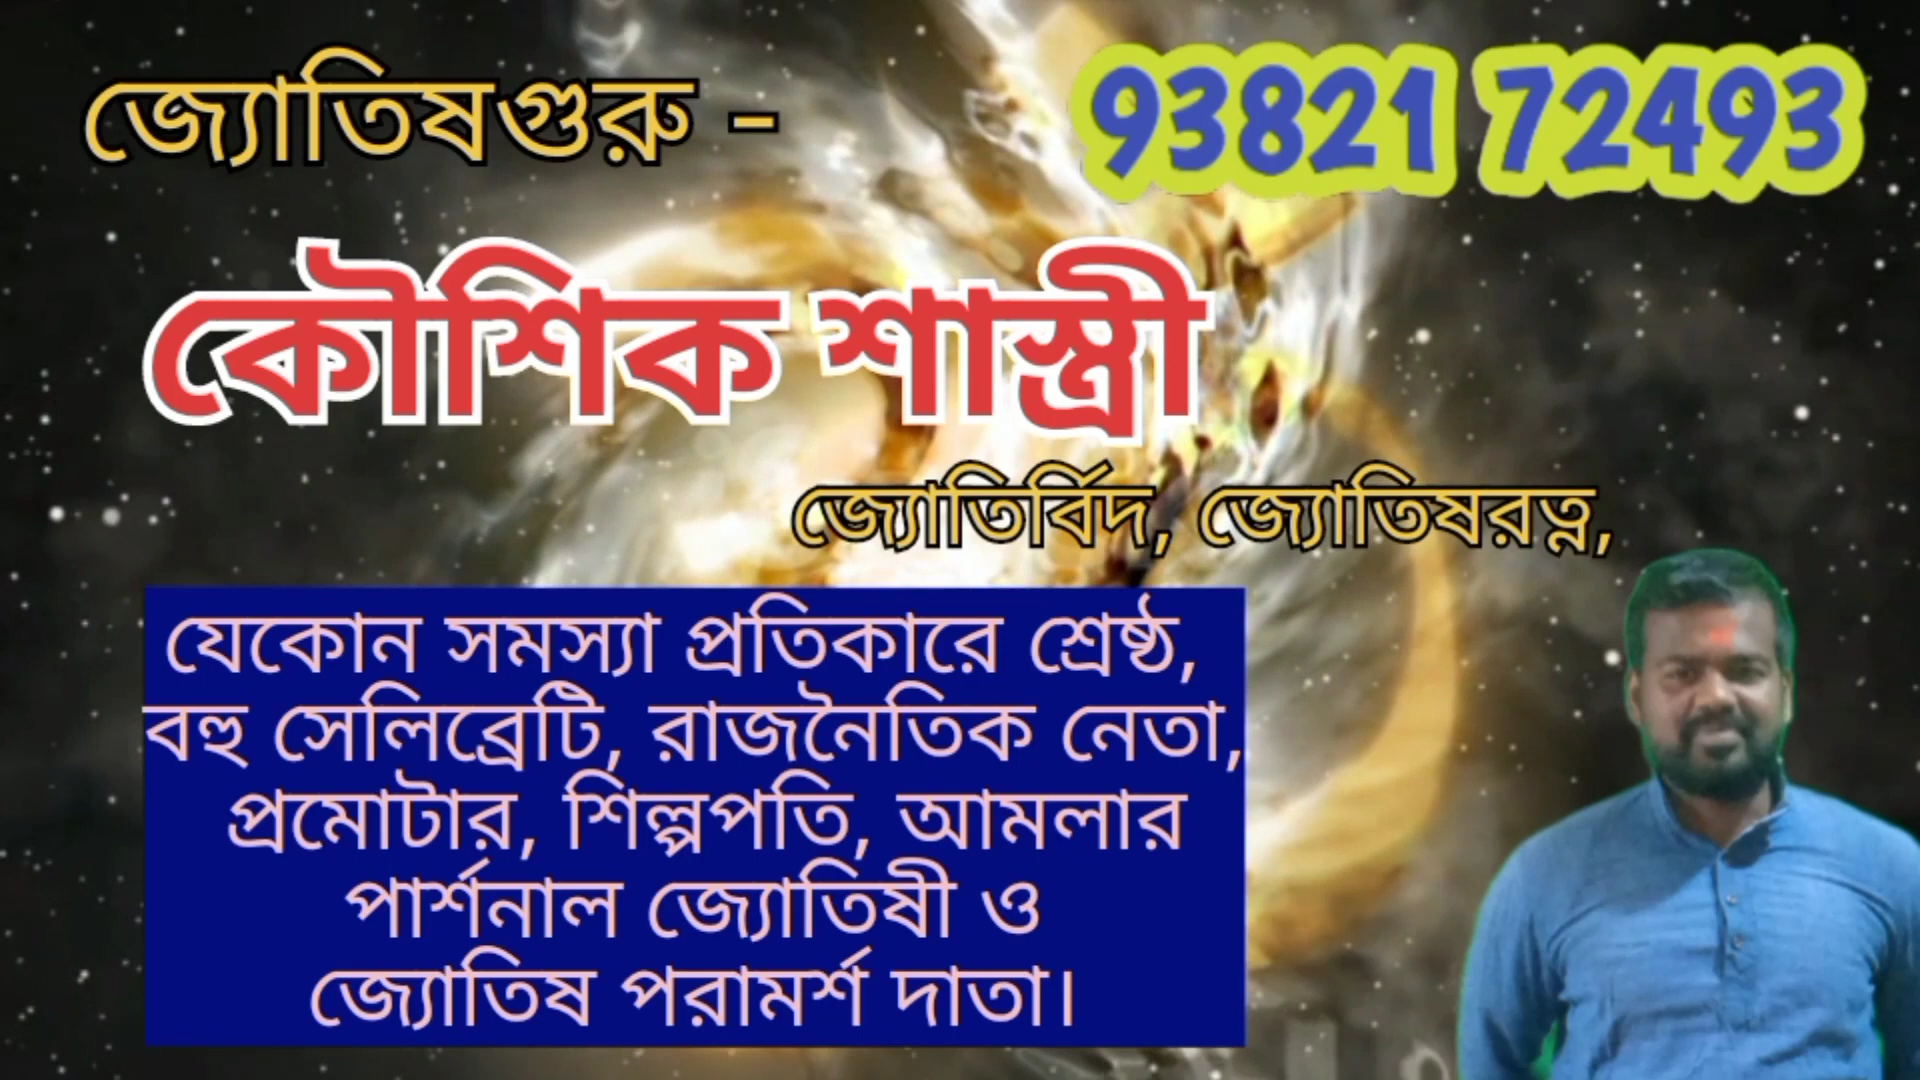 জ্যোতিষগুরু -
93821 72493
কৌশিক শাস্ত্রী
জ্যোতির্বিদ, জ্যোতিষরত্ন,
যেকোন সমস্যা প্রতিকারে শ্রেষ্ঠ,
বহু সেলিব্রেটি, রাজনৈতিক নেতা,
প্রমোটার, শিল্পপতি, আমলার
পার্শনাল জ্যোতিষী ও
জ্যোতিষ পরামর্শ দাতা।